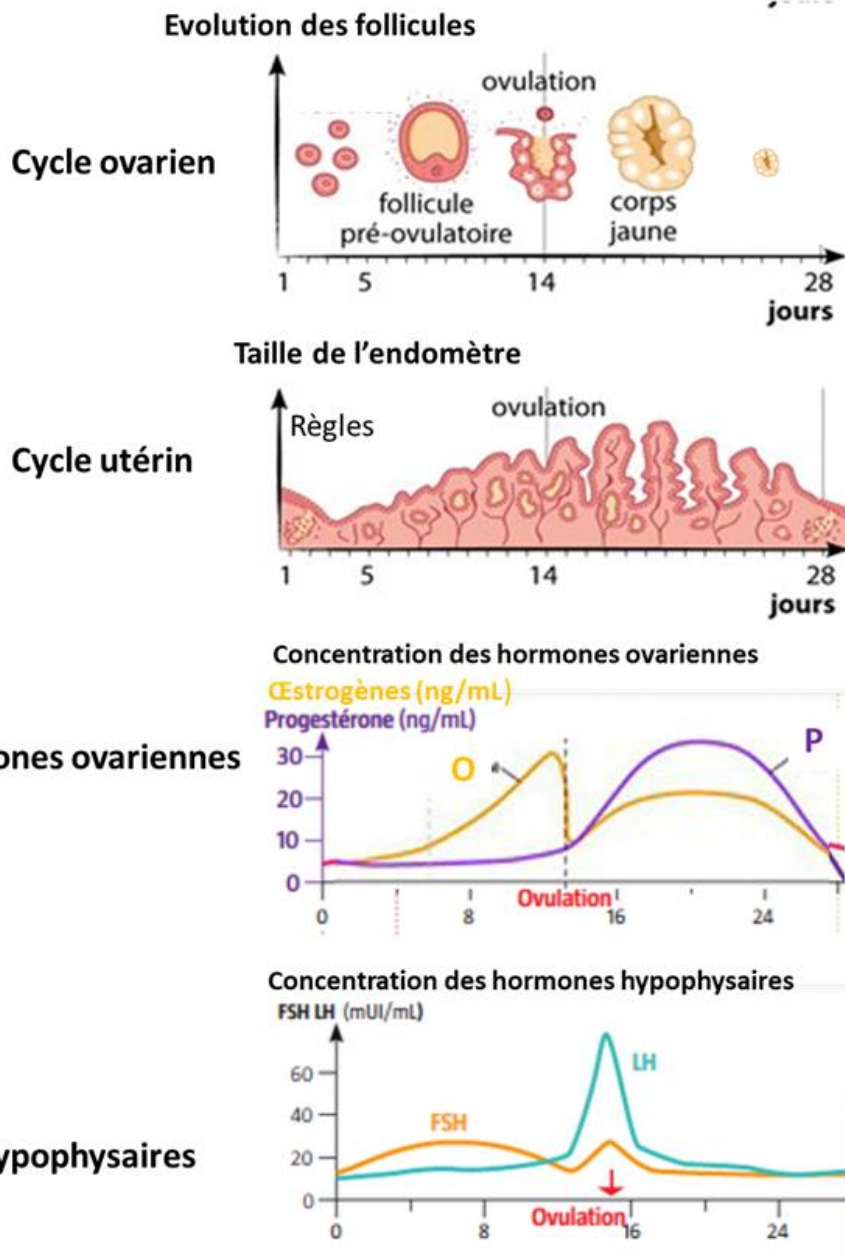 Evolution des follicules
ovulation
Cycle ovarien
follicule
pré-ovulatoire
corps
jaune
1 5 14 28
jours
Taille de l'endomètre
ovulation
Règles
Cycle utérin
1 5 14 28
jours
Concentration des hormones ovariennes
Œstrogènes (ng/mL)
Progestérone (ng/mL)
ones ovariennes
O
P
30
20
10
0
Ovulation
0 8 16 24
Concentration des hormones hypophysaires
FSH LH (mUI/mL)
LH
60
40
FSH
ypophysaires
20
0
Ovulation
0 8 16 24